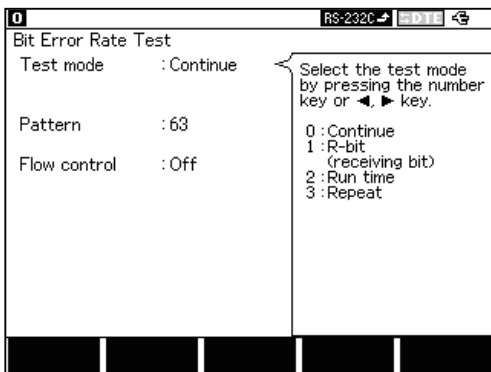 0 RS-232C DTE
Bit Error Rate Test
Test mode : Continue
Pattern : 63
Flow control : Off
Select the test mode
by pressing the number
key or ◄, ► key.
0 : Continue
1 : R-bit
(receiving bit)
2 : Run time
3 : Repeat